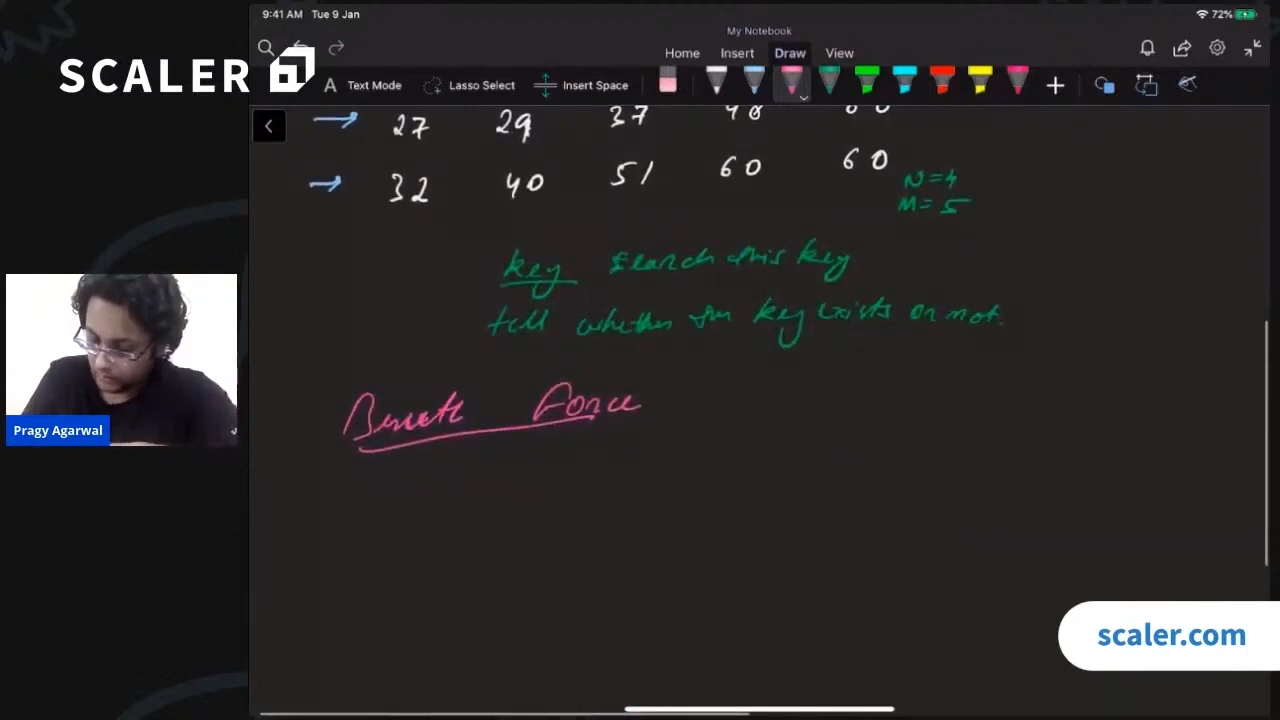 9:41 AM Tue 9 Jan
72%
My Notebook
SCALER
Home Insert Draw View
A Text Mode Lasso Select Insert Space
27 29 37 48 60
32 40 51 60 60
N=4
M=5
key search this key
tell whether the key exists or not.
Brute Force
Pragy Agarwal
scaler.com